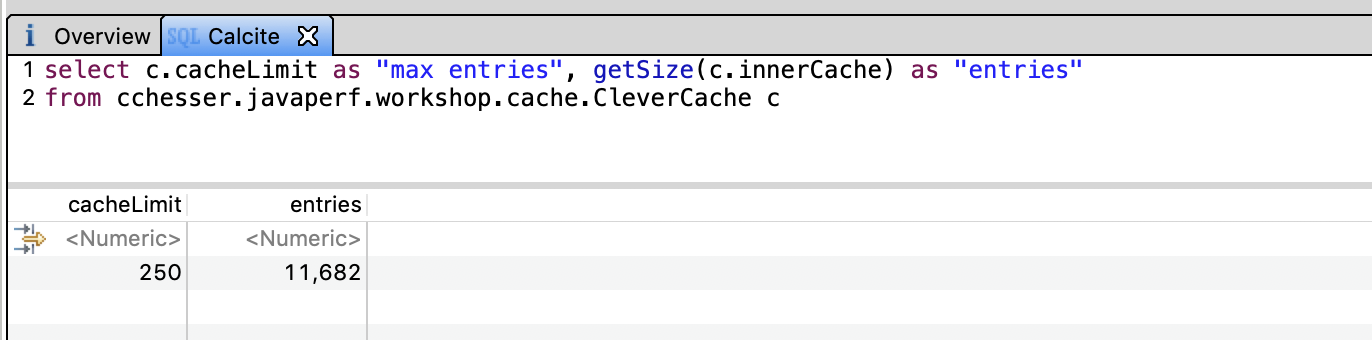 i Overview SQL Calcite
1 select c.cacheLimit as "max entries", getSize(c.innerCache) as "entries"
2 from cchesser.javaperf.workshop.cache.CleverCache c
cacheLimit entries
<Numeric> <Numeric>
250 11,682